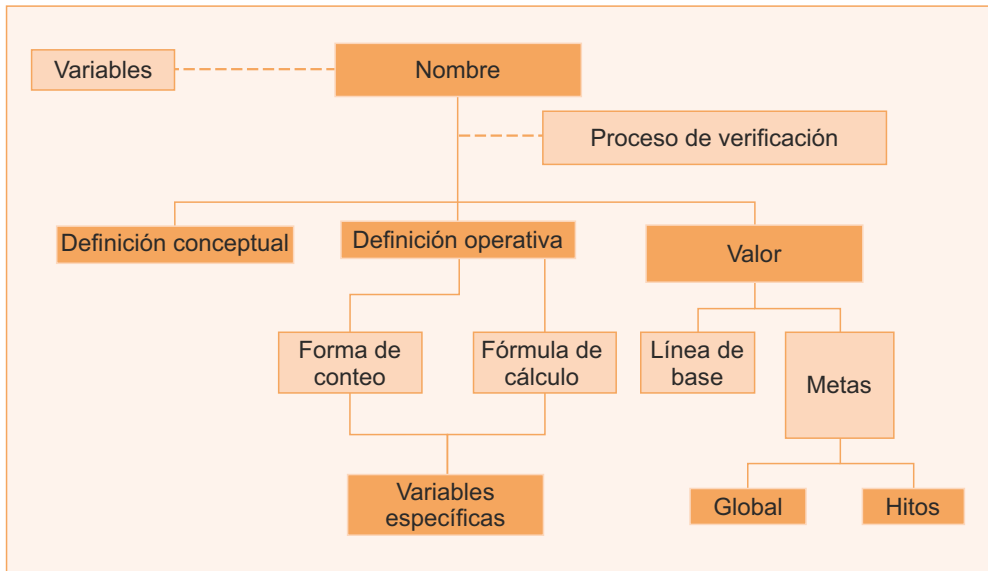 Variables
Nombre
Proceso de verificación
Definición conceptual
Definición operativa
Valor
Forma de
conteo
Fórmula de
cálculo
Línea de
base
Metas
Variables
específicas
Global
Hitos